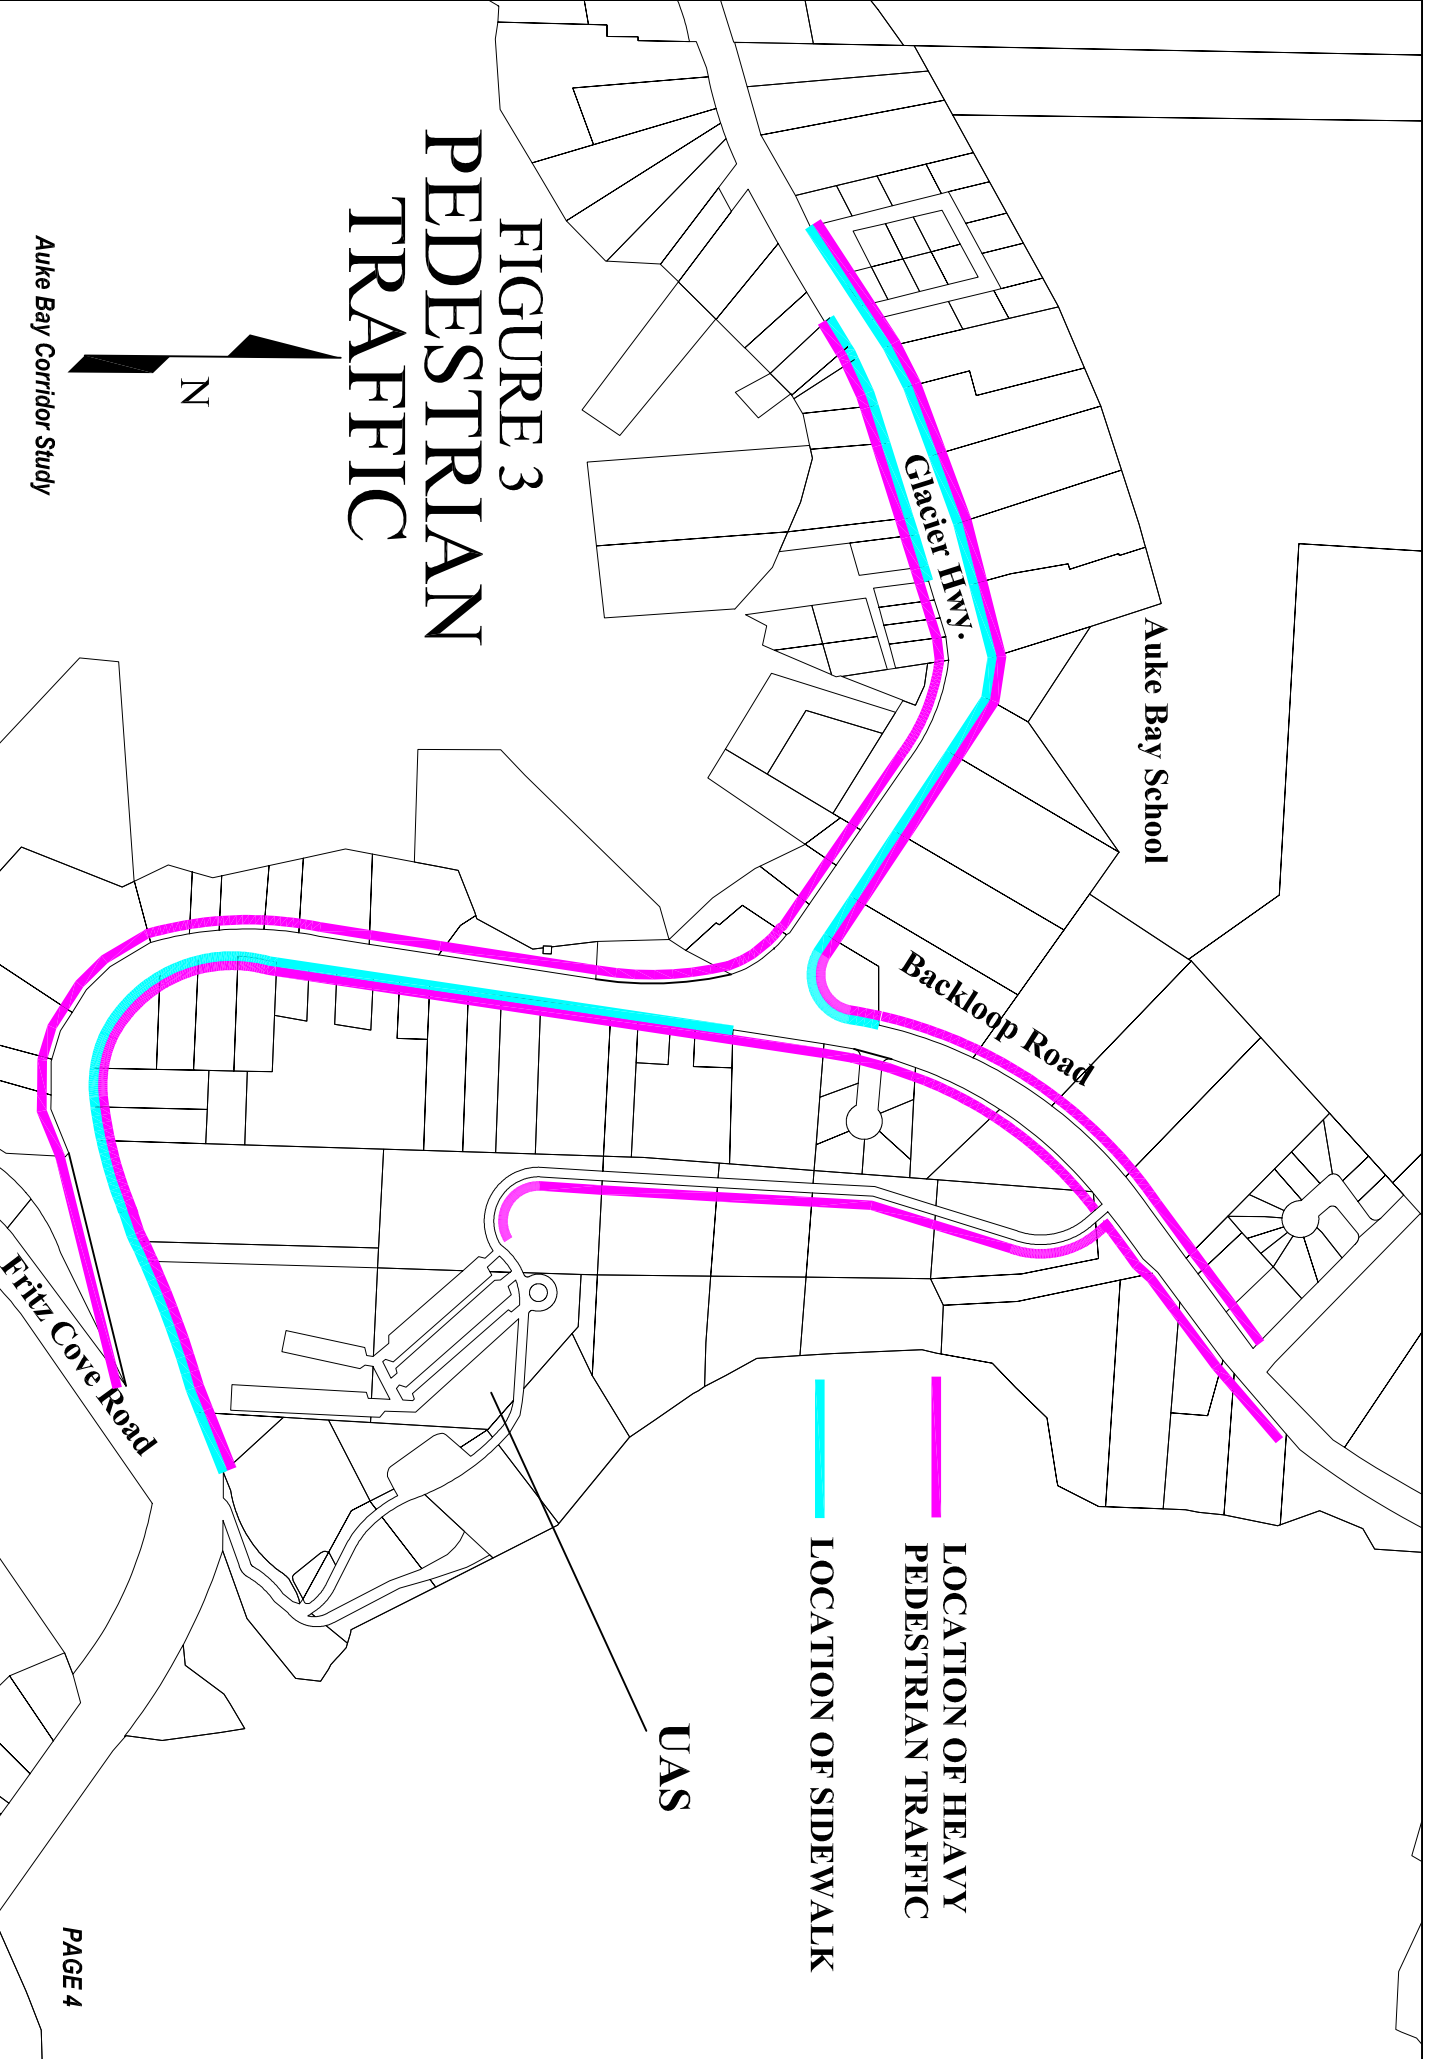 Auke Bay School
Glacier Hwy.
Backloop Road
FIGURE 3
PEDESTRIAN
TRAFFIC
N
Fritz Cove Road
UAS
LOCATION OF HEAVY
PEDESTRIAN TRAFFIC
LOCATION OF SIDEWALK
Auke Bay Corridor Study
PAGE 4